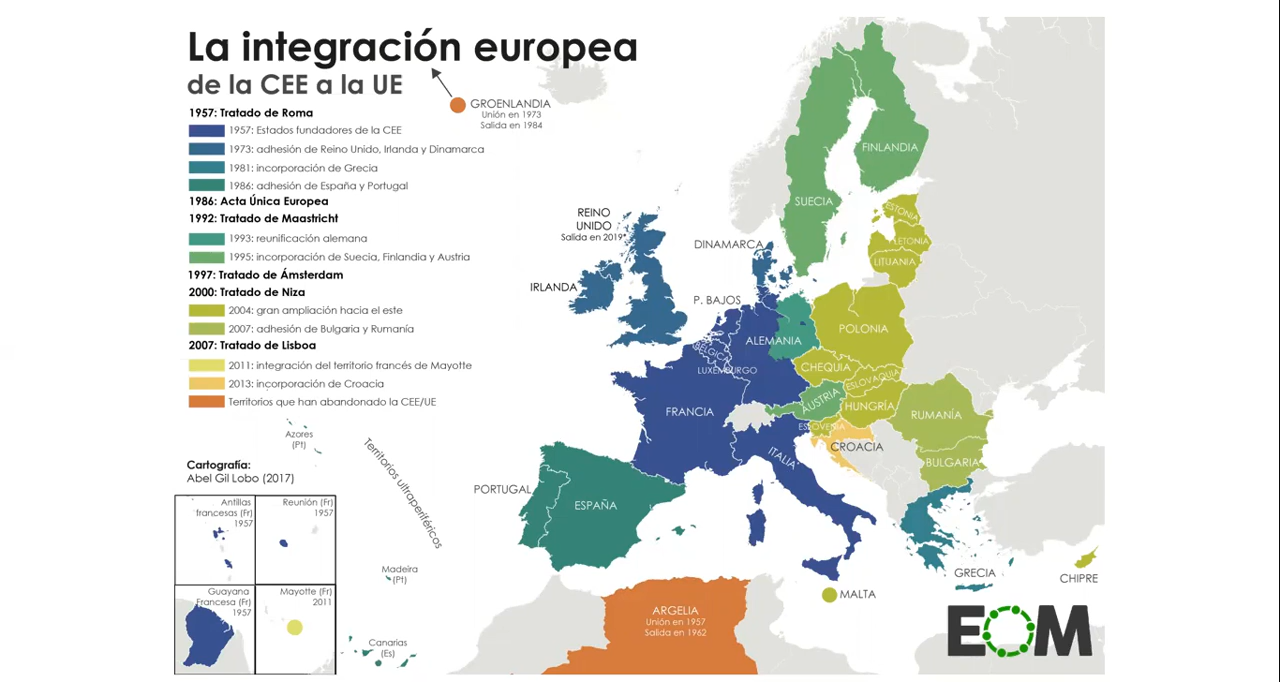 La integración europea
de la CEE a la UE
GROENLANDIA
Unión en 1973
Salida en 1984
1957: Tratado de Roma
1957: Estados fundadores de la CEE
1973: adhesión de Reino Unido, Irlanda y Dinamarca
1981: incorporación de Grecia
1986: adhesión de España y Portugal
1986: Acta Única Europea
1992: Tratado de Maastricht
1993: reunificación alemana
1995: incorporación de Suecia, Finlandia y Austria
1997: Tratado de Ámsterdam
2000: Tratado de Niza
2004: gran ampliación hacia el este
2007: adhesión de Bulgaria y Rumanía
2007: Tratado de Lisboa
2011: integración del territorio francés de Mayotte
2013: incorporación de Croacia
Territorios que han abandonado la CEE/UE
Azores
(Pt)
Cartografía:
Abel Gil Lobo (2017)
Territorios ultraperiféricos
Antillas
francesas (Fr)
1957
Reunión (Fr)
1957
Guayana
Francesa (Fr)
1957
Mayotte (Fr)
2011
Madeira
(Pt)
Canarias
(Es)
FINLANDIA
SUECIA
ESTONIA
LETONIA
LITUANIA
REINO
UNIDO
Salida en 2019*
DINAMARCA
IRLANDA
P. BAJOS
POLONIA
ALEMANIA
BÉLGICA
LUXEMBURGO
CHEQUIA
ESLOVAQUIA
AUSTRIA
HUNGRÍA
FRANCIA
RUMANÍA
ESLOVENIA
CROACIA
ITALIA
BULGARIA
PORTUGAL
ESPAÑA
GRECIA
CHIPRE
MALTA
ARGELIA
Unión en 1957
Salida en 1962
EOM